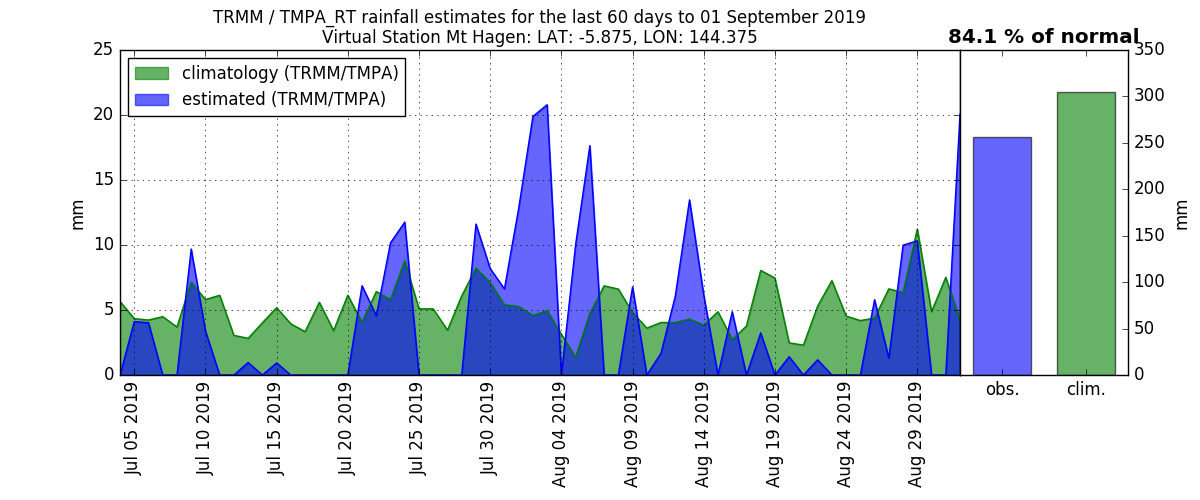 TRMM / TMPA_RT rainfall estimates for the last 60 days to 01 September 2019
Virtual Station Mt Hagen: LAT: -5.875, LON: 144.375
84.1 % of normal
climatology (TRMM/TMPA)
estimated (TRMM/TMPA)
25
20
15
10
5
0
mm
350
300
250
200
150
100
50
0
mm
obs.
clim.
Jul 05 2019
Jul 10 2019
Jul 15 2019
Jul 20 2019
Jul 25 2019
Jul 30 2019
Aug 04 2019
Aug 09 2019
Aug 14 2019
Aug 19 2019
Aug 24 2019
Aug 29 2019